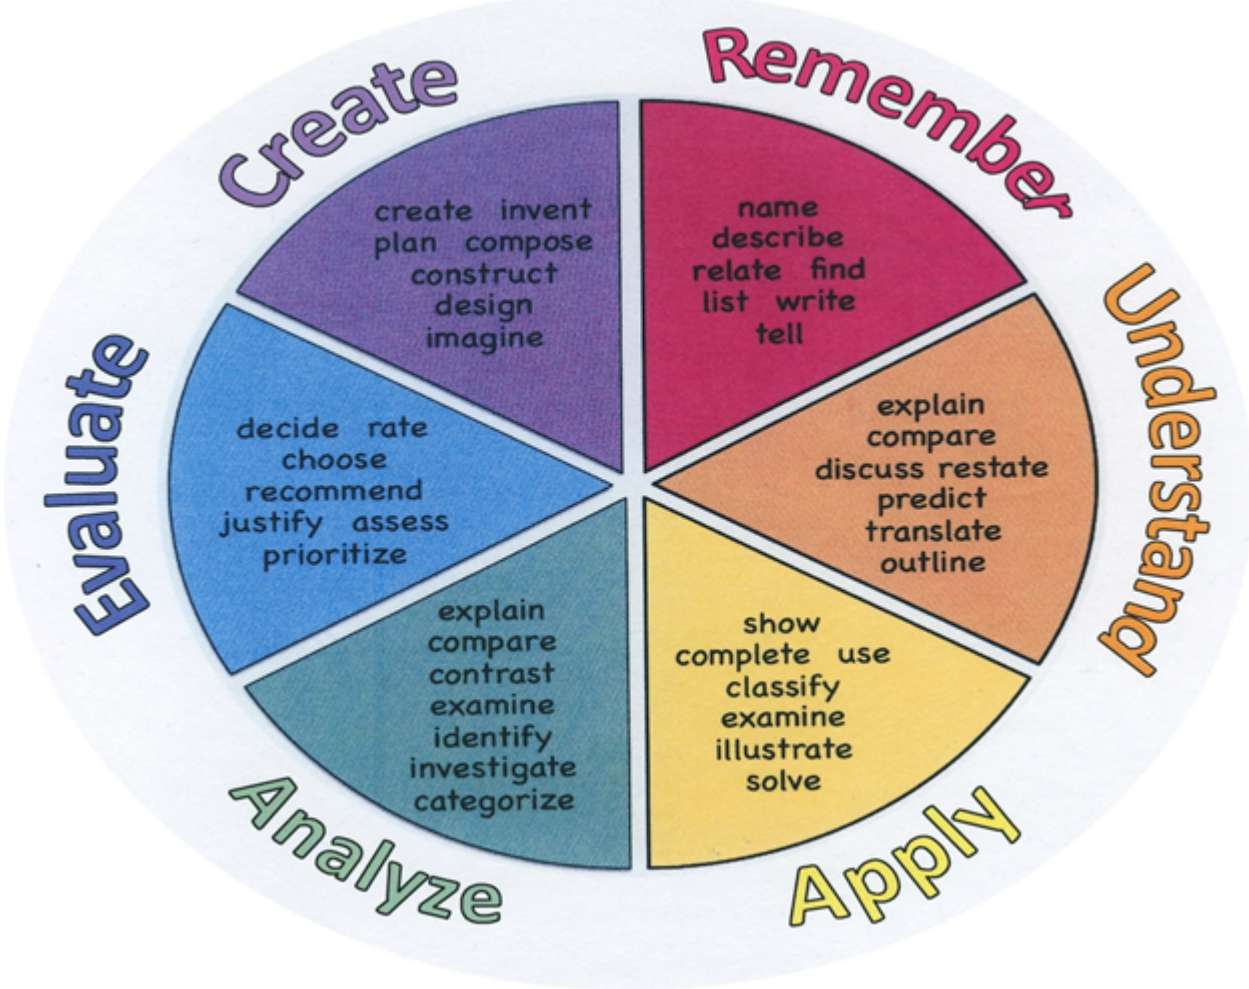 Remember
name
describe
relate find
list write
tell
Understand
explain
compare
discuss restate
predict
translate
outline
Apply
show
complete use
classify
examine
illustrate
solve
Analyze
explain
compare
contrast
examine
identify
investigate
categorize
Evaluate
decide rate
choose
recommend
justify assess
prioritize
Create
create invent
plan compose
construct
design
imagine